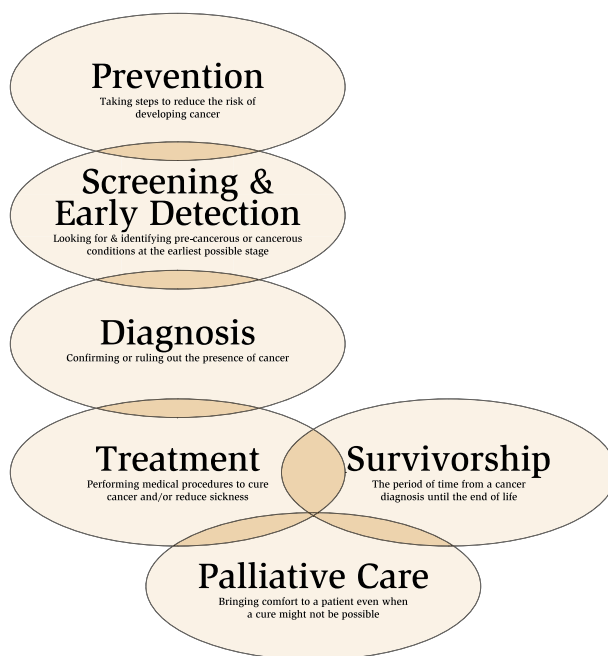 Prevention
Taking steps to reduce the risk of
developing cancer
Screening &
Early Detection
Looking for & identifying pre-cancerous or cancerous
conditions at the earliest possible stage
Diagnosis
Confirming or ruling out the presence of cancer
Treatment
Performing medical procedures to cure
cancer and/or reduce sickness
Survivorship
The period of time from a cancer
diagnosis until the end of life
Palliative Care
Bringing comfort to a patient even when
a cure might not be possible